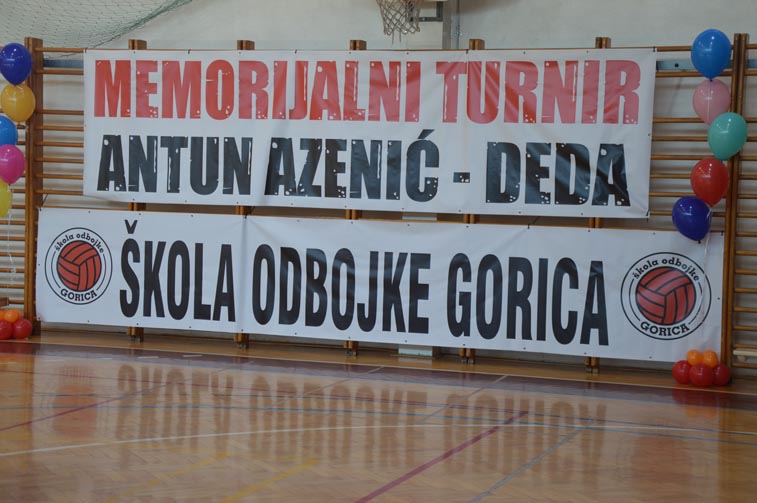 MEMORIJALNI TURNIR
ANTUN AZENIĆ - DEDA
škola odbojke
GORICA
ŠKOLA ODBOJKE GORICA
škola odbojke
GORICA